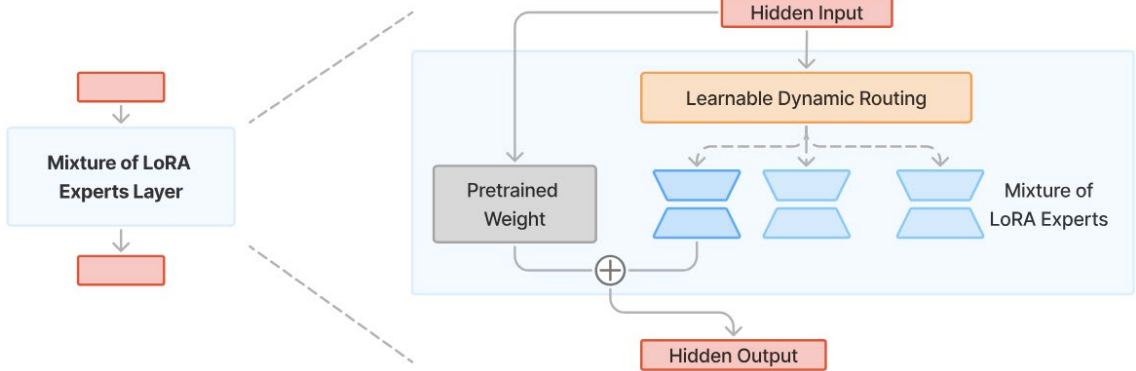 Mixture of LoRA
Experts Layer
Hidden Input
Learnable Dynamic Routing
Pretrained
Weight
Mixture of
LoRA Experts
Hidden Output